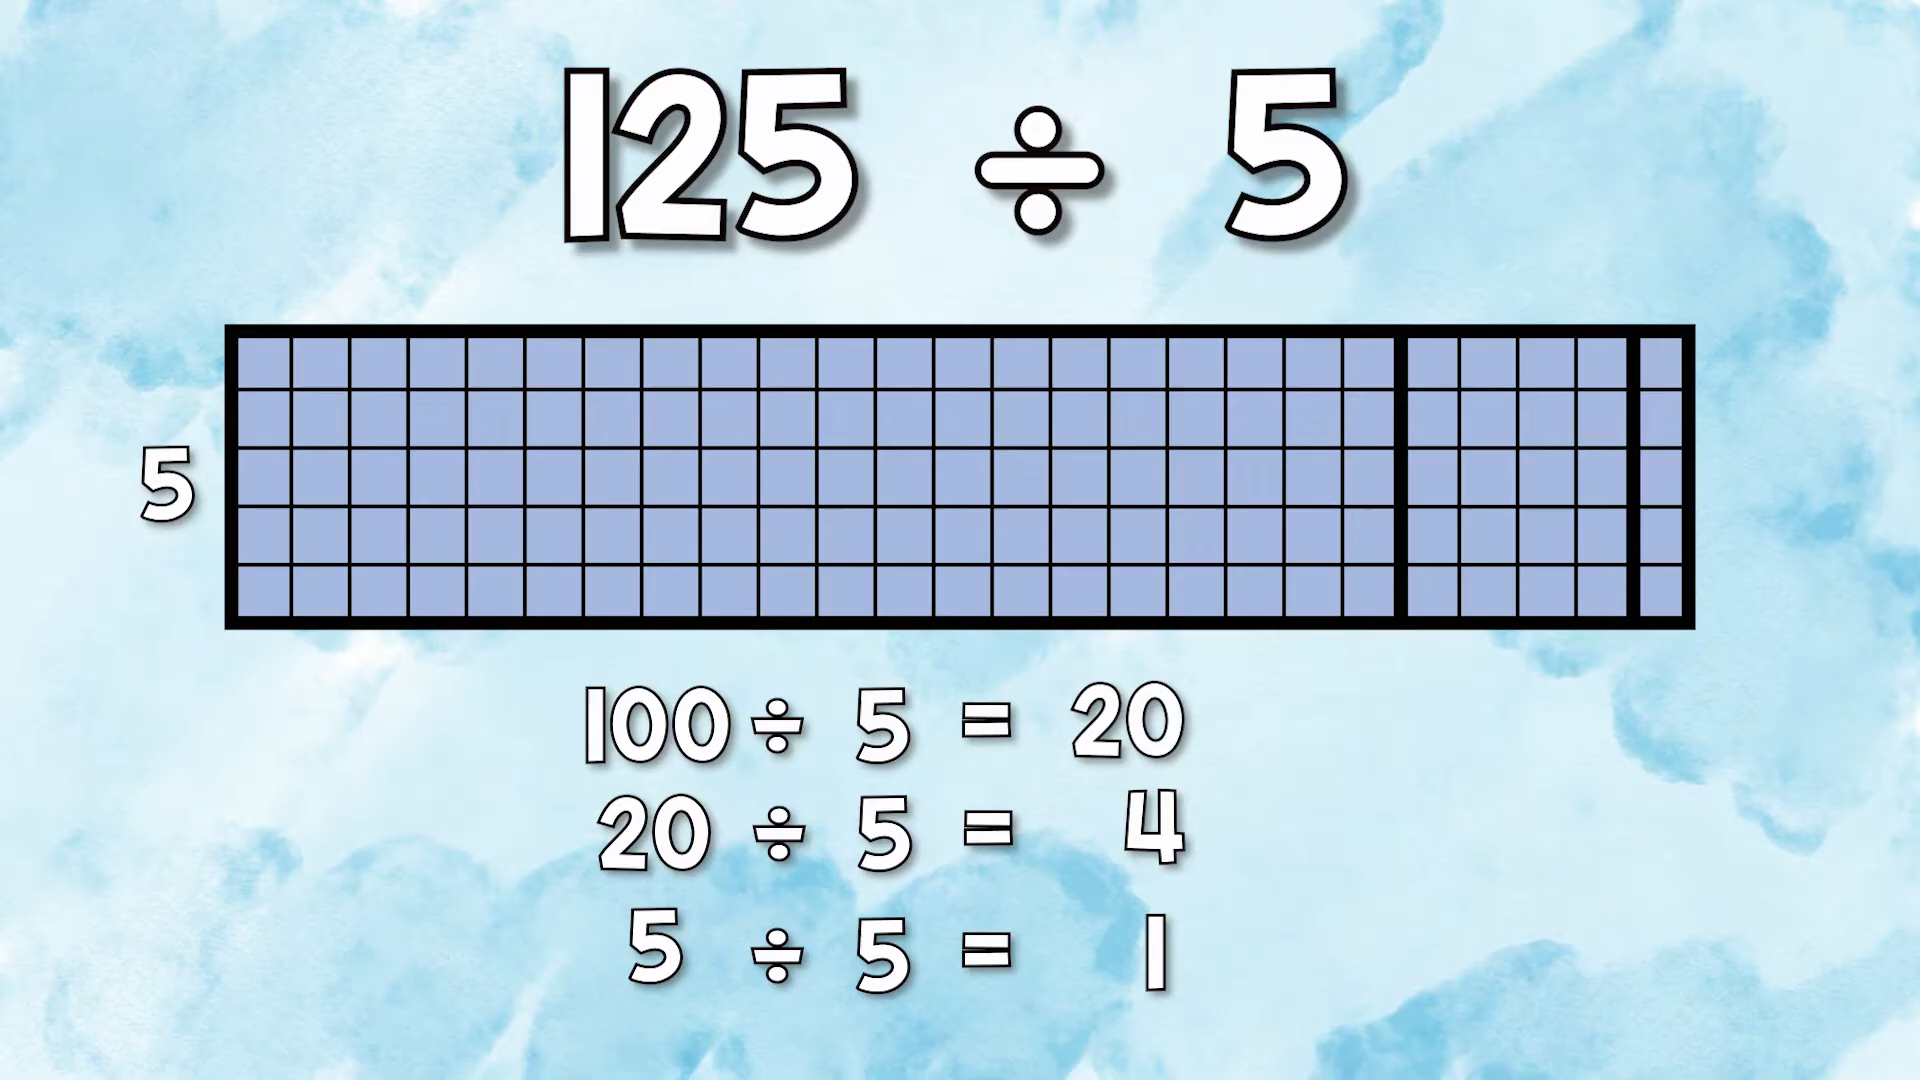 125 ÷ 5
5
100 ÷ 5 = 20
20 ÷ 5 = 4
5 ÷ 5 = 1